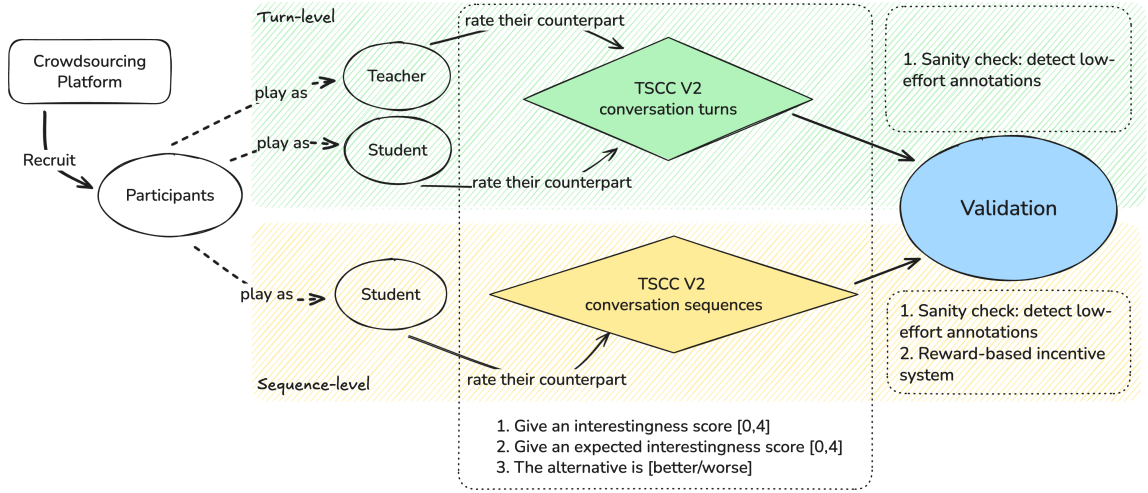 Turn-level
rate their counterpart
Crowdsourcing
Platform
Teacher
1. Sanity check: detect low-
effort annotations
play as
TSCC V2
conversation turns
play as
Student
Recruit
rate their counterpart
Participants
Validation
play as
Student
TSCC V2
conversation sequences
1. Sanity check: detect low-
effort annotations
2. Reward-based incentive
system
rate their counterpart
Sequence-level
1. Give an interestingness score [0,4]
2. Give an expected interestingness score [0,4]
3. The alternative is [better/worse]